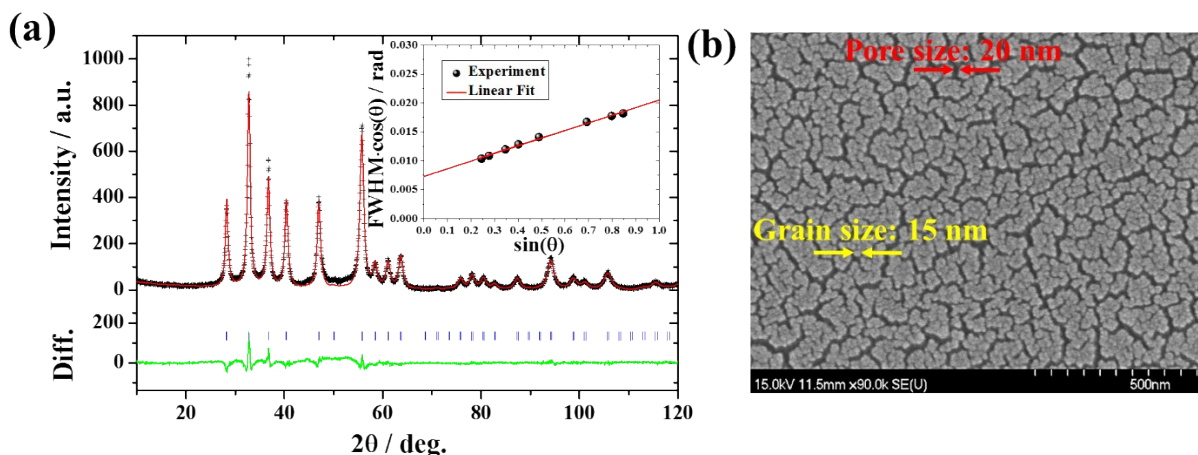 (a)
Intensity / a.u.
1000
800
600
400
200
0
Diff.
200
0
20
40
60
80
100
120
2θ / deg.
FWHM·cos(θ) / rad
0.030
0.025
0.020
0.015
0.010
0.005
0.000
Experiment
Linear Fit
0.0 0.1 0.2 0.3 0.4 0.5 0.6 0.7 0.8 0.9 1.0
sin(θ)
(b)
Pore size: 20 nm
Grain size: 15 nm
15.0kV 11.5mm x90.0k SE(U)
500nm